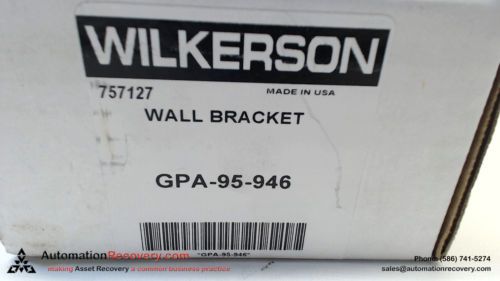 WILKERSON
757127
MADE IN USA
WALL BRACKET
GPA-95-946
"GPA-95-946"
AutomationRecovery.com
making Asset Recovery a common business practice
Phone: (586) 741-5274
sales@automationrecovery.com